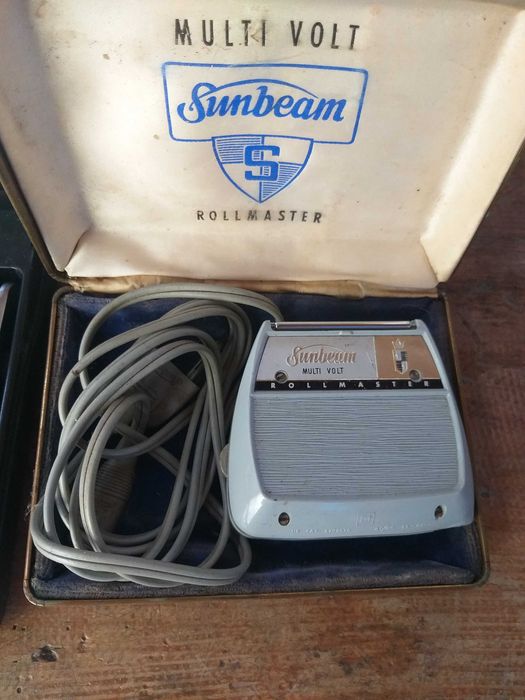 MULTI VOLT
Sunbeam
S
ROLLMASTER
Sunbeam
MULTI VOLT
S
ROLLMASTER